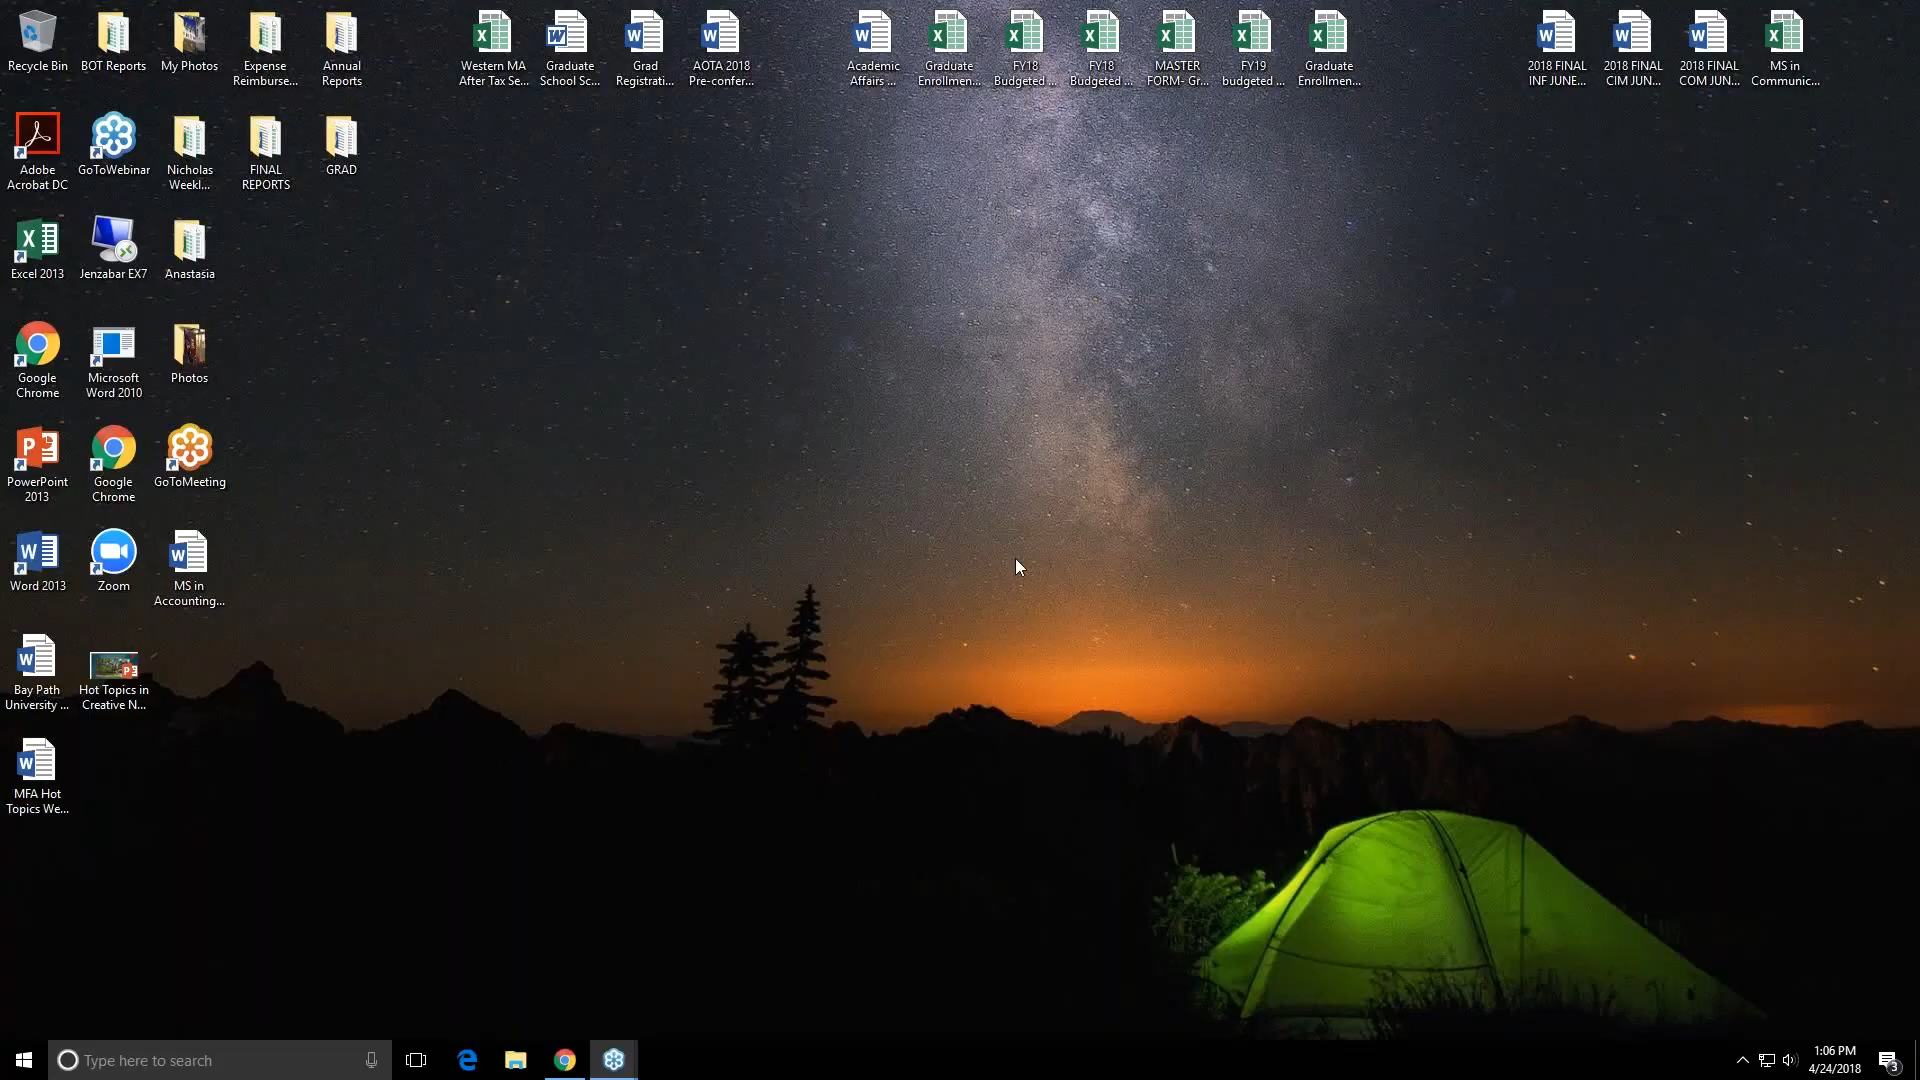 Recycle Bin
BOT Reports
My Photos
Expense
Reimburse...
Annual
Reports
Western MA
After Tax Se...
Graduate
School Sc...
Grad
Registrati...
AOTA 2018
Pre-confer...
Academic
Affairs ...
Graduate
Enrollmen...
FY18
Budgeted ...
FY18
Budgeted ...
MASTER
FORM- Gr...
FY19
budgeted ...
Graduate
Enrollmen...
2018 FINAL
INF JUNE...
2018 FINAL
CIM JUN...
2018 FINAL
COM JUN...
MS in
Communic...
Adobe
Acrobat DC
GoToWebinar
Nicholas
Weekl...
FINAL
REPORTS
GRAD
Excel 2013
Jenzabar EX7
Anastasia
Google
Chrome
Microsoft
Word 2010
Photos
PowerPoint
2013
Google
Chrome
GoToMeeting
Word 2013
Zoom
MS in
Accounting...
Bay Path
University ...
Hot Topics in
Creative N...
MFA Hot
Topics We...
Type here to search
1:06 PM
4/24/2018
3